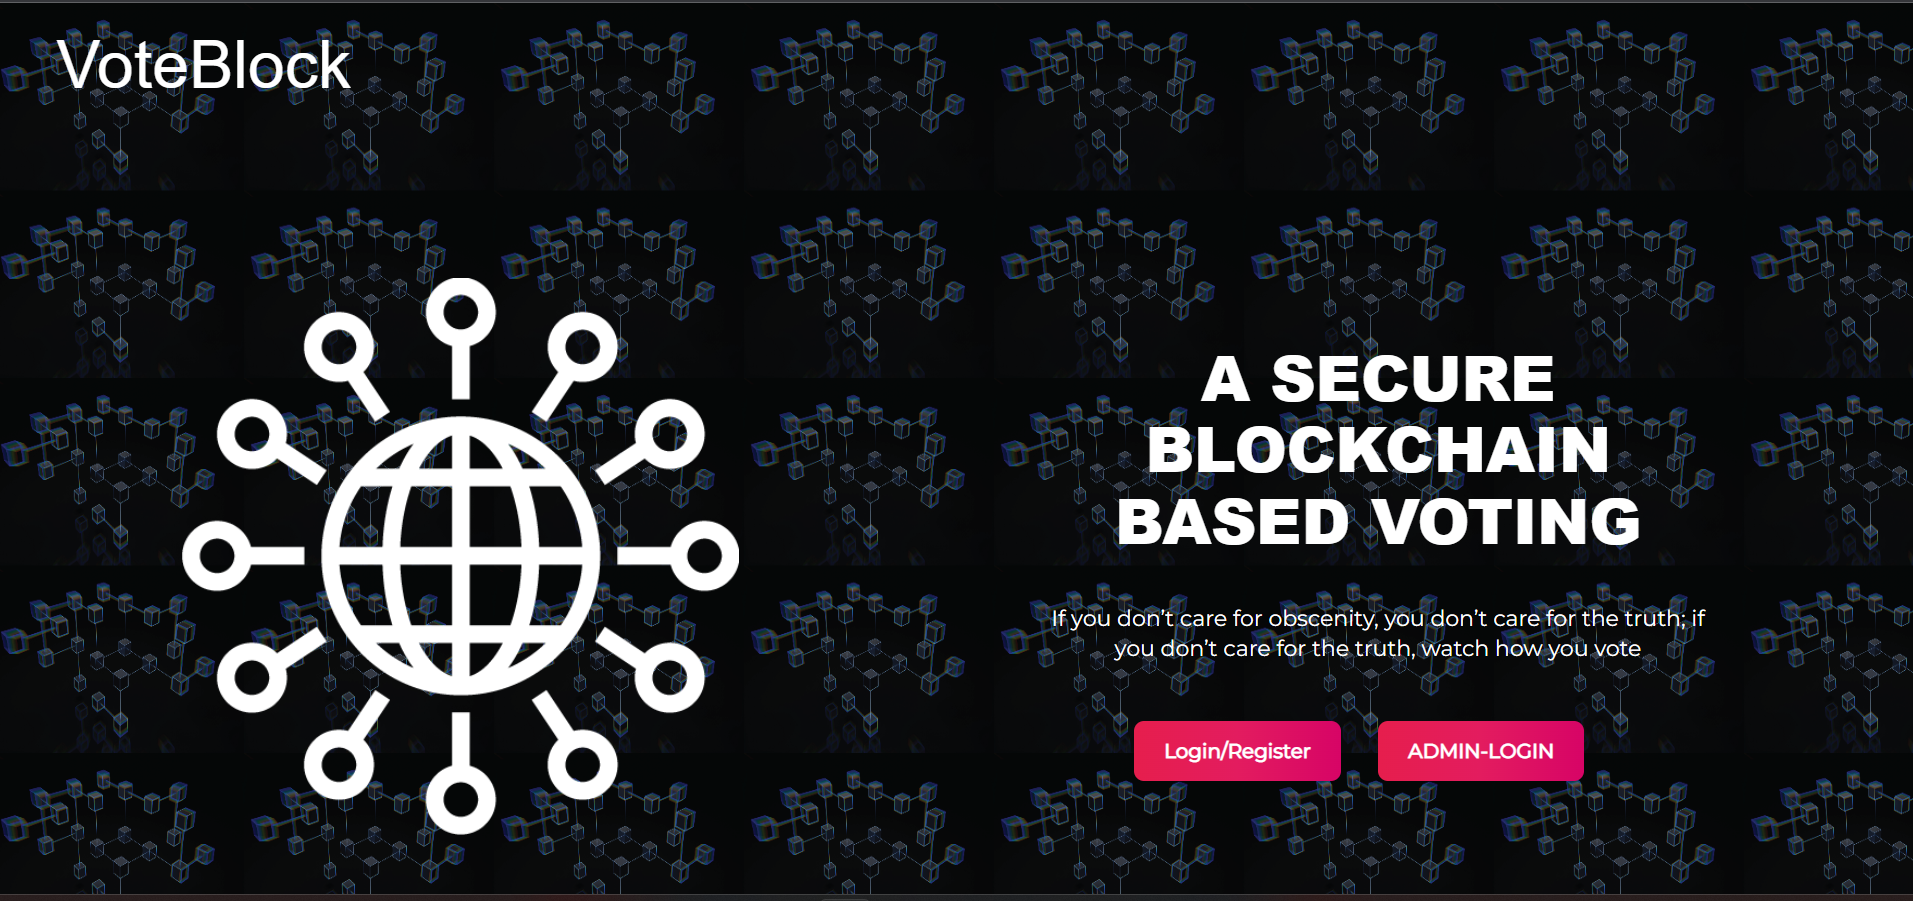 VoteBlock
A SECURE
BLOCKCHAIN
BASED VOTING
If you don’t care for obscenity, you don’t care for the truth; if
you don’t care for the truth, watch how you vote
Login/Register
ADMIN-LOGIN